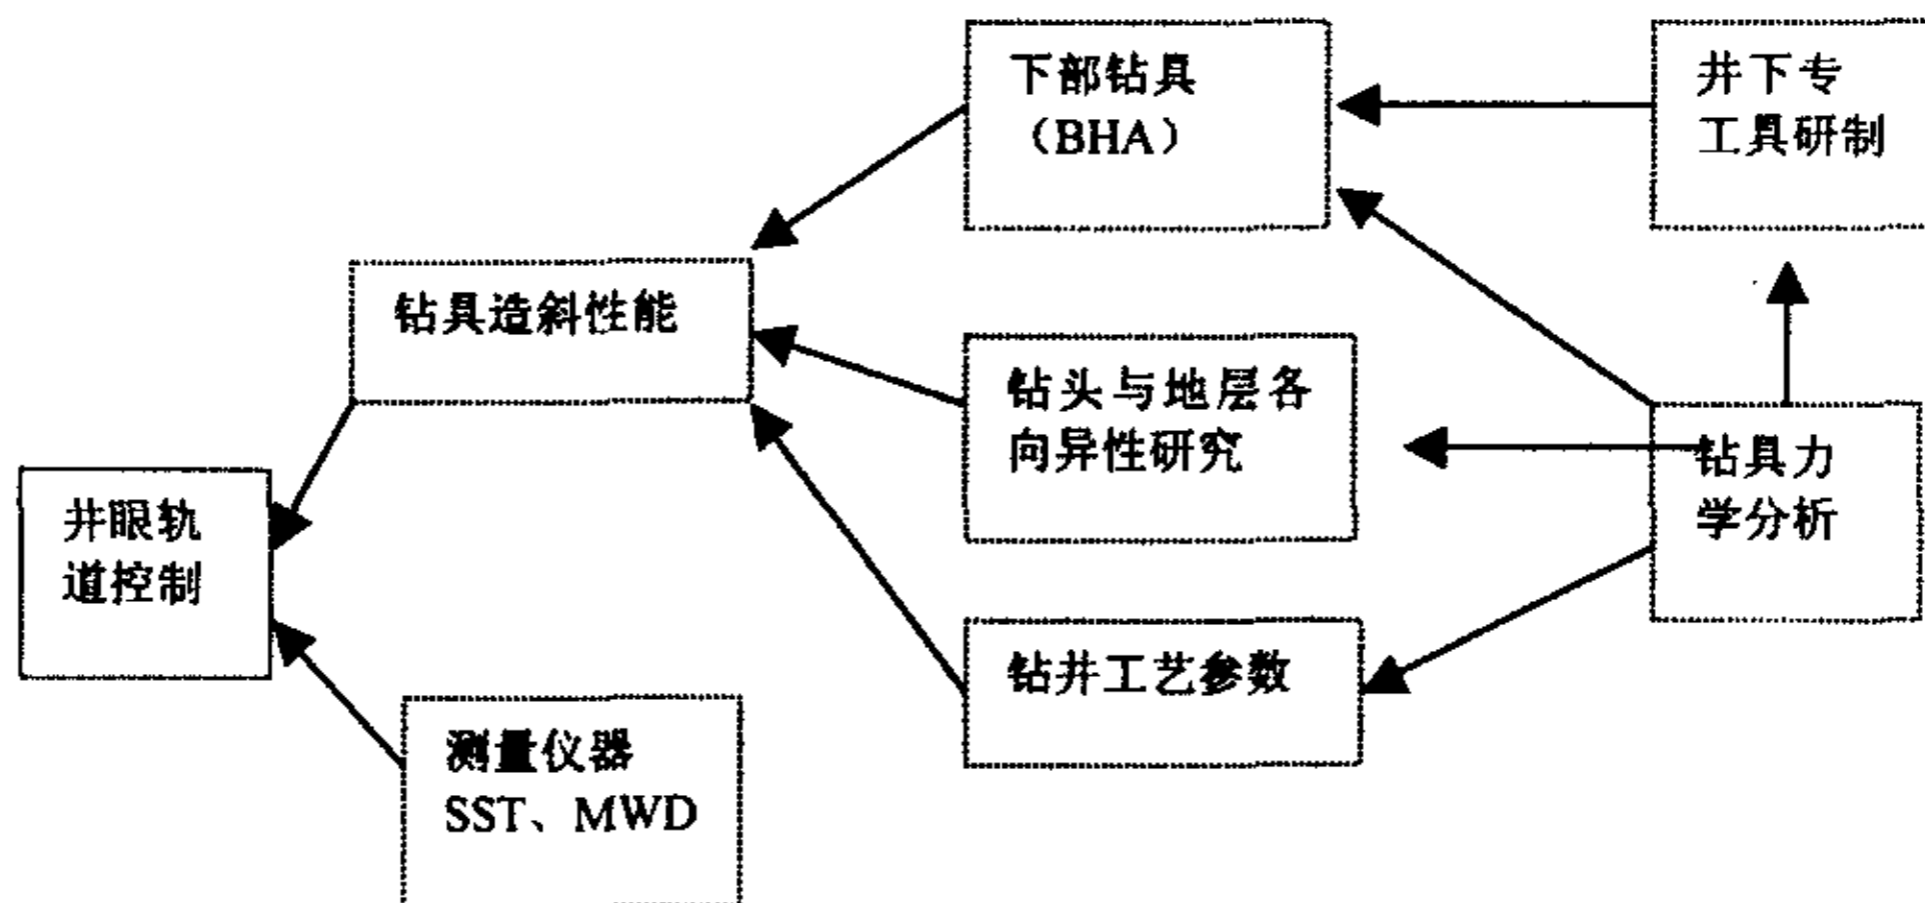 下部钻具
（BHA）
井下专
工具研制
钻具造斜性能
钻头与地层各
向异性研究
钻具力
学分析
井眼轨
道控制
钻井工艺参数
测量仪器
SST、MWD